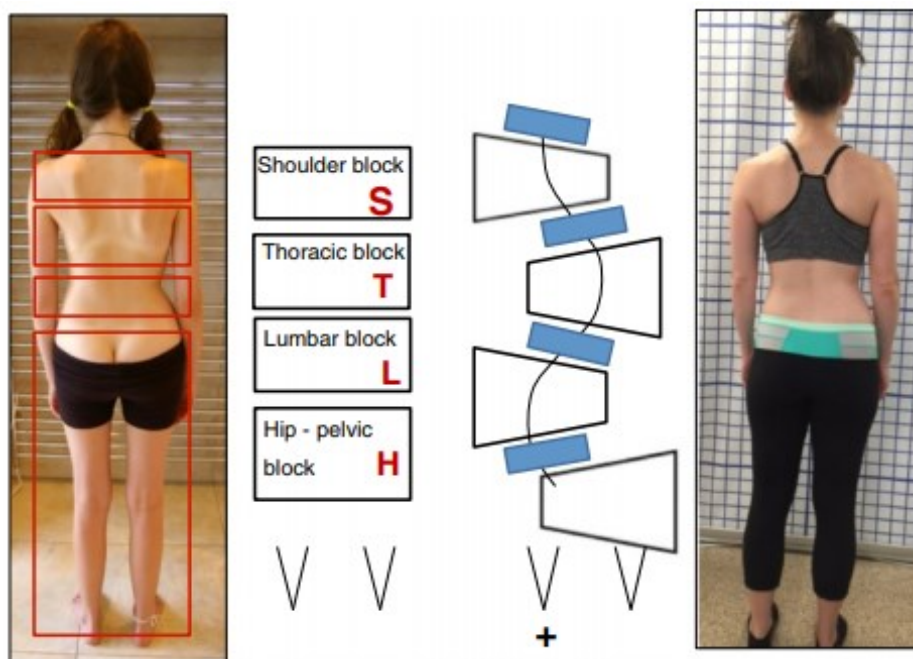 Shoulder block
S
Thoracic block
T
Lumbar block
L
Hip - pelvic
block H
+